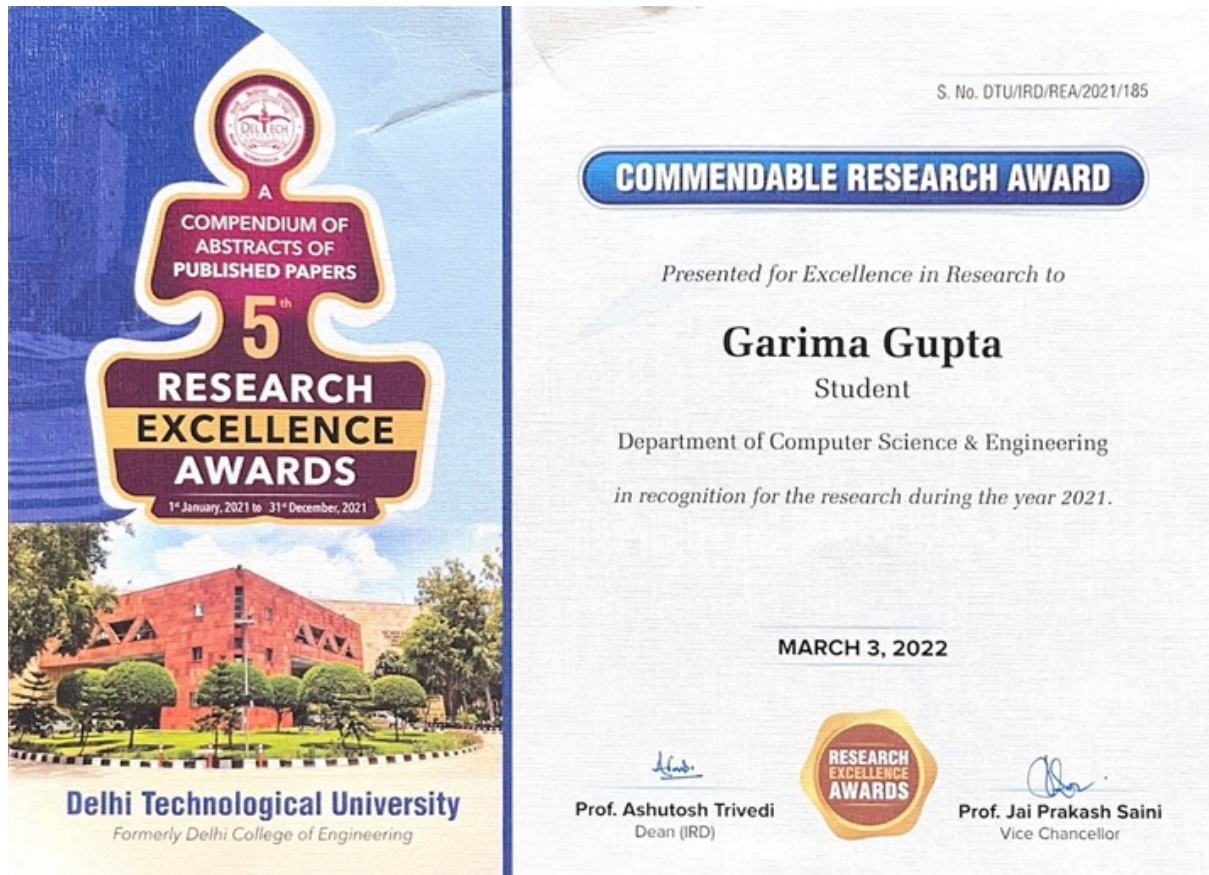 DELTECH
A
COMPENDIUM OF
ABSTRACTS OF
PUBLISHED PAPERS
5th
RESEARCH
EXCELLENCE
AWARDS
1st January, 2021 to 31st December, 2021
Delhi Technological University
Formerly Delhi College of Engineering
S. No. DTU/IRD/REA/2021/185
COMMENDABLE RESEARCH AWARD
Presented for Excellence in Research to
Garima Gupta
Student
Department of Computer Science & Engineering
in recognition for the research during the year 2021.
MARCH 3, 2022
Prof. Ashutosh Trivedi
Dean (IRD)
RESEARCH
EXCELLENCE
AWARDS
Prof. Jai Prakash Saini
Vice Chancellor